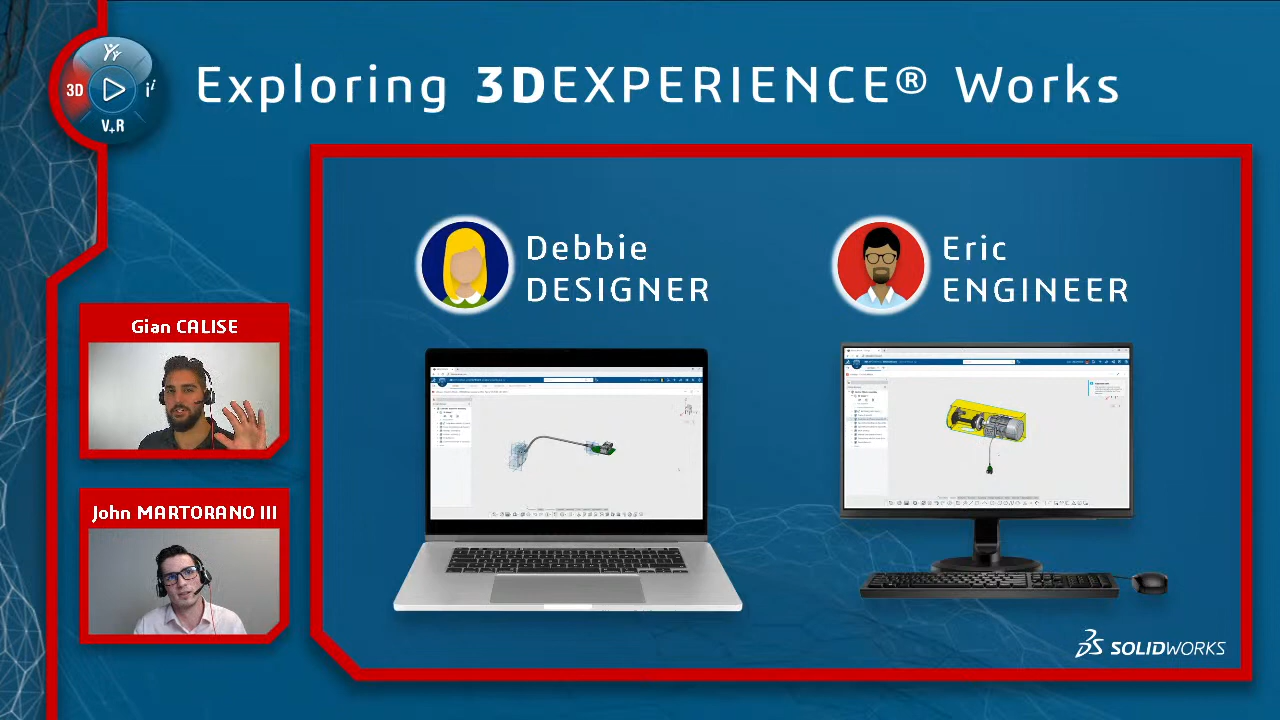 Exploring 3DEXPERIENCE® Works
3D
V+R
Gian CALISE
John MARTORANO III
Debbie
DESIGNER
Eric
ENGINEER
SOLIDWORKS